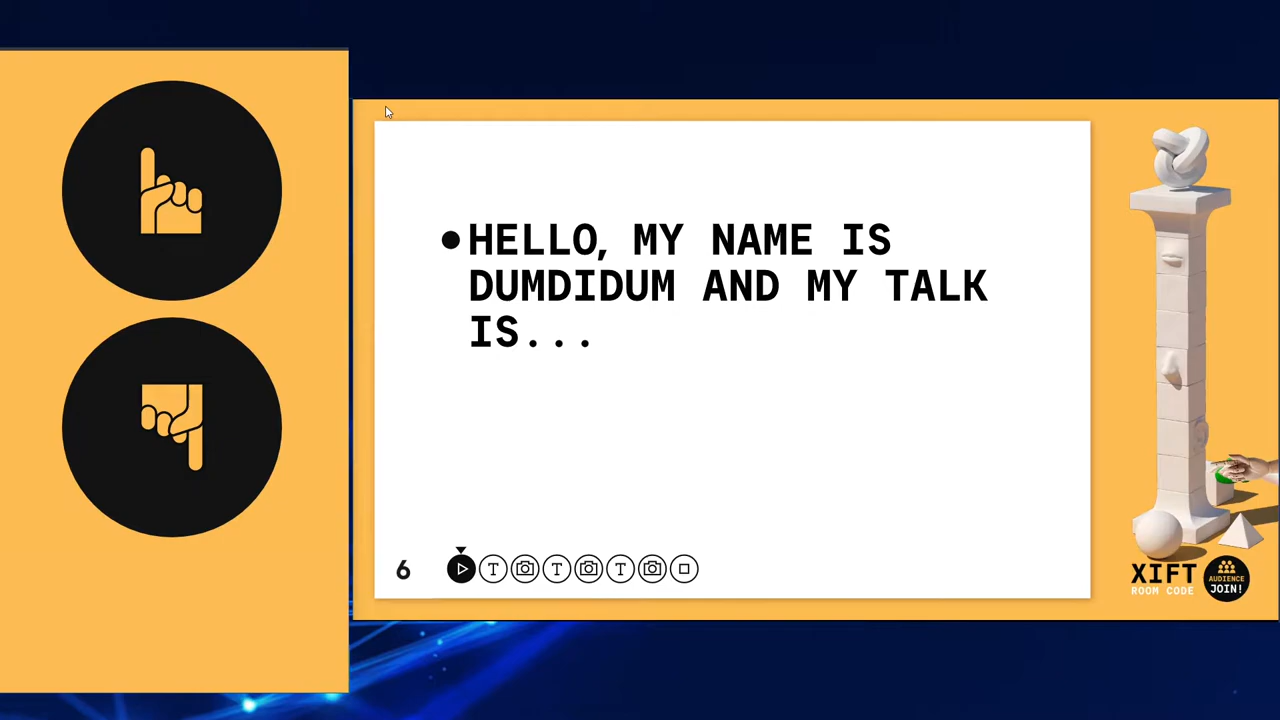 ●HELLO, MY NAME IS
DUMDIDUM AND MY TALK
IS...
6
T
T
T
XIFT
ROOM CODE
AUDIENCE
JOIN!